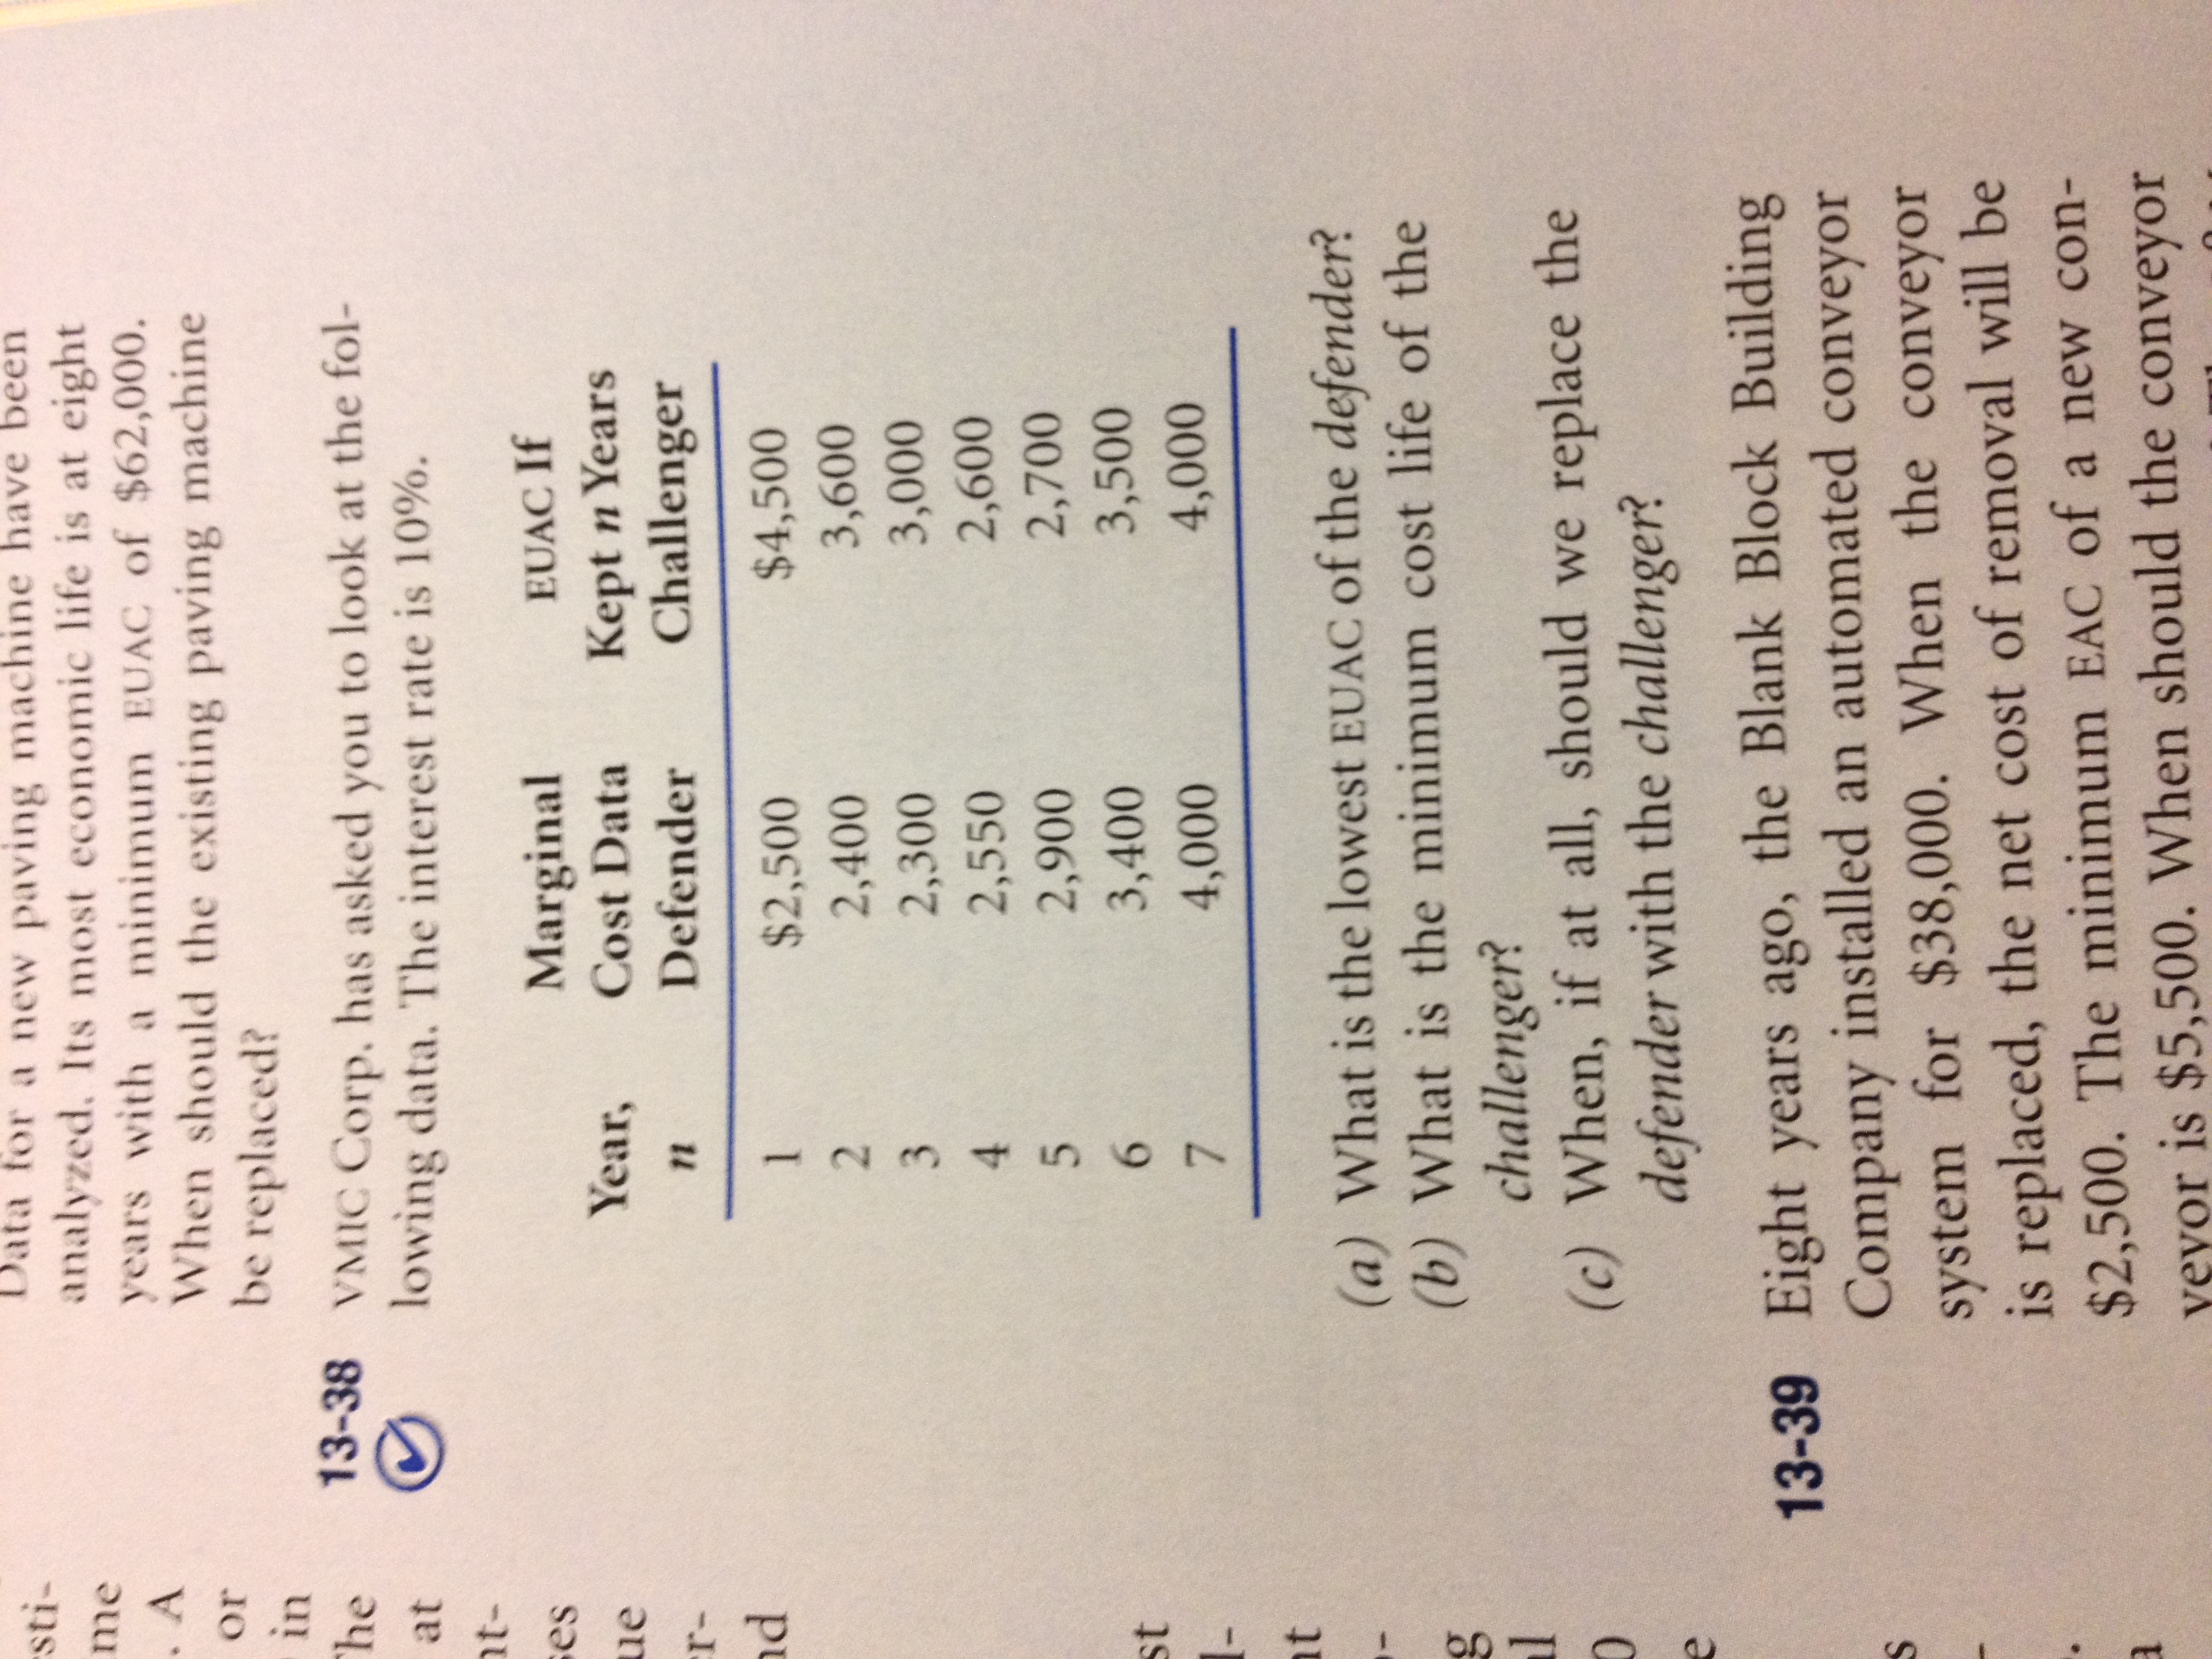 Data for a new paving machine have been
analyzed. Its most economic life is at eight
years with a minimum EUAC of $62,000.
When should the existing paving machine
be replaced?
13-38 VMIC Corp. has asked you to look at the fol-
lowing data. The interest rate is 10%.
Marginal EUAC If
Year, Cost Data Kept n Years
n Defender Challenger
1 $2,500 $4,500
2 2,400 3,600
3 2,300 3,000
4 2,550 2,600
5 2,900 2,700
6 3,400 3,500
7 4,000 4,000
(a) What is the lowest EUAC of the defender?
(b) What is the minimum cost life of the
challenger?
(c) When, if at all, should we replace the
defender with the challenger?
13-39 Eight years ago, the Blank Block Building
Company installed an automated conveyor
system for $38,000. When the conveyor
is replaced, the net cost of removal will be
$2,500. The minimum EAC of a new con-
veyor is $5,500. When should the conveyor
sti-
me
. A
or
in
he
at
nt-
ses
ue
er-
nd
st
l-
nt
g
al
0
e
s
.
a